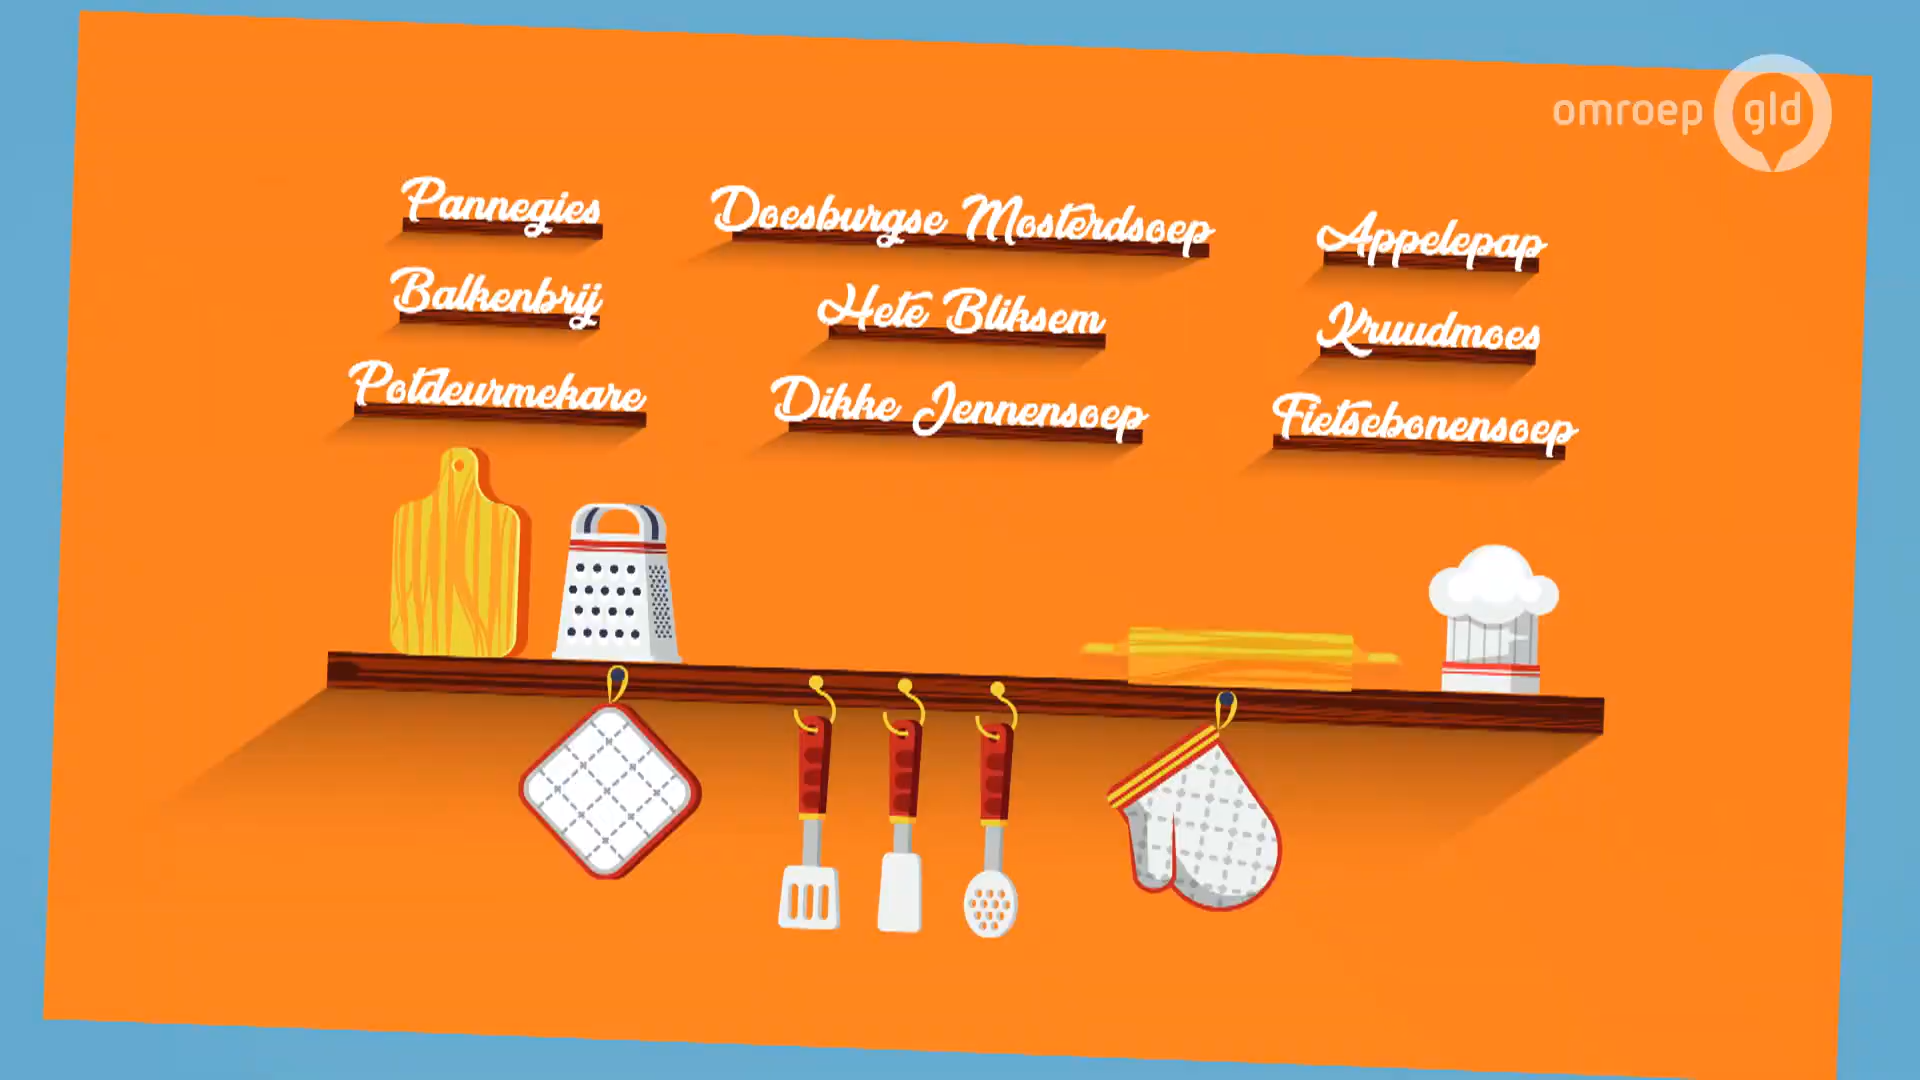 omroep gld
Pannegies
Doesburgse Mosterdsoep
Appelepap
Balkenbrij
Hete Bliksem
Kruudmoes
Potdeurmekare
Dikke Jennensoep
Fietsebonensoep